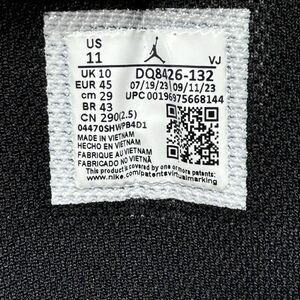 US
11
VJ
UK 10 DQ8426-132
EUR 45 07/19/23 09/11/23
cm 29 UPC 00196975668144
BR 43
CN 290(2.5)
04470SHWPB4D1
MADE IN VIETNAM
HECHO EN VIETNAM
FABRIQUE AU VIETNAM
FABRICADO NO VIETNÃ
This product is covered by one or more patents
www.nike.com/patentsvirtualmarking